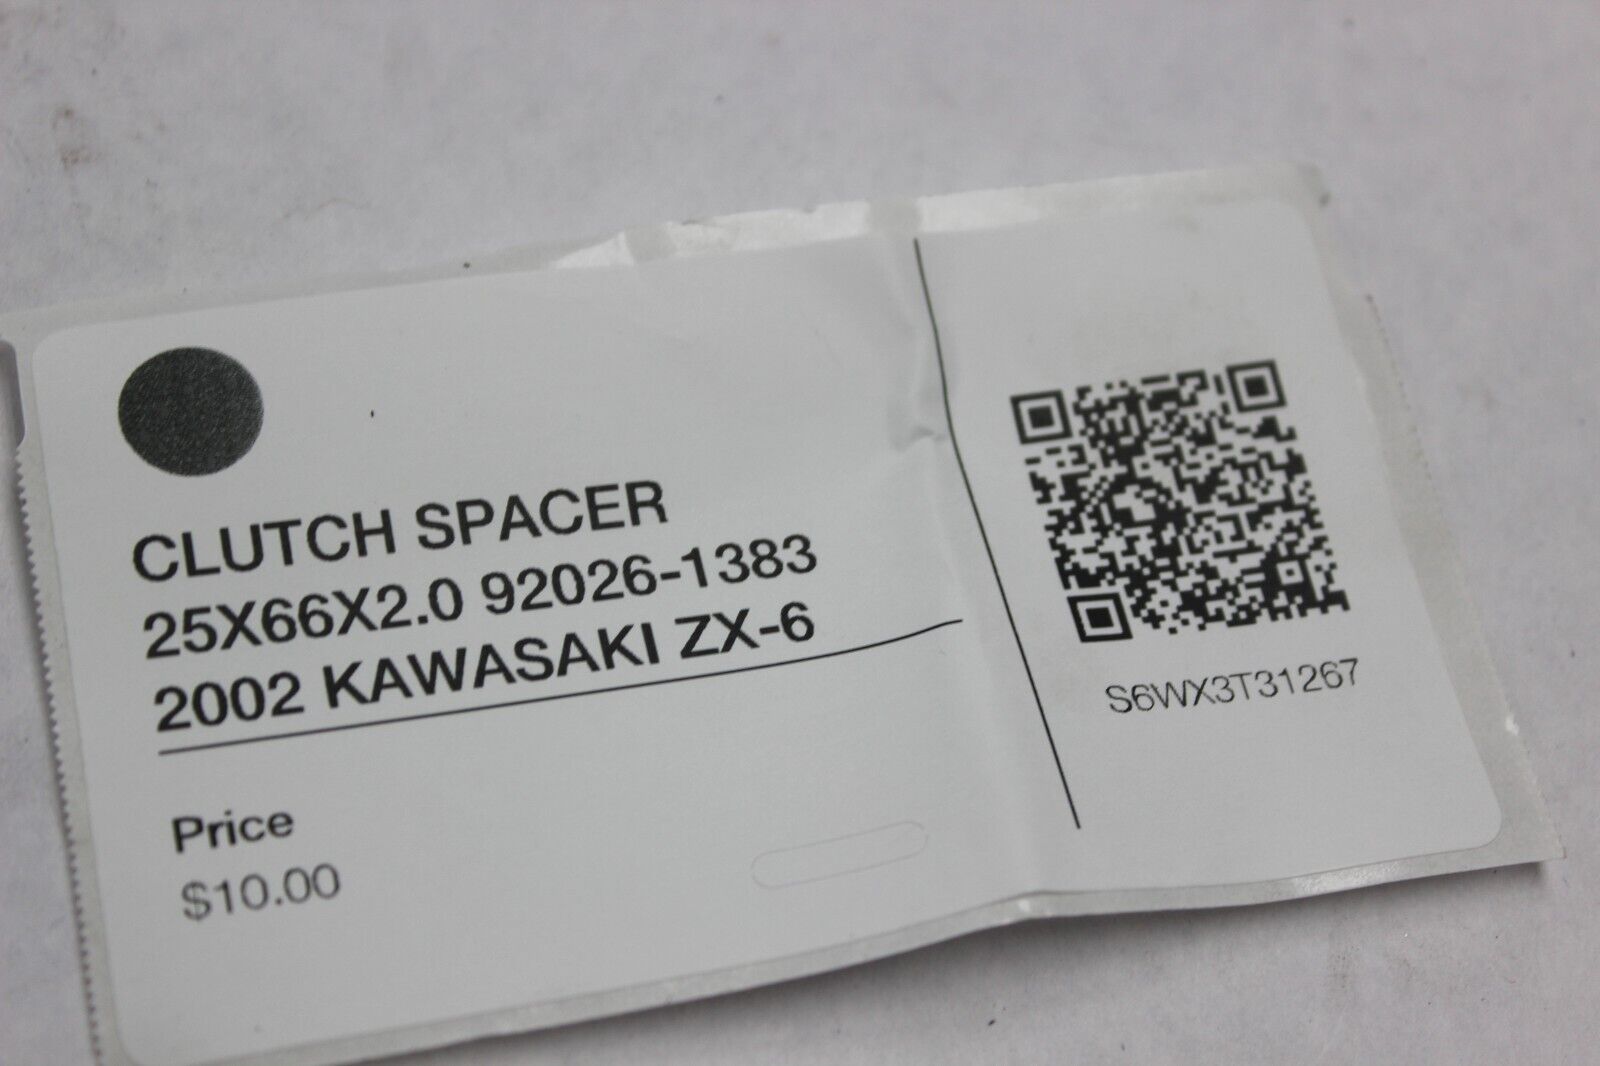 CLUTCH SPACER
25X66X2.0 92026-1383
2002 KAWASAKI ZX-6
Price
$10.00
S6WX3T31267